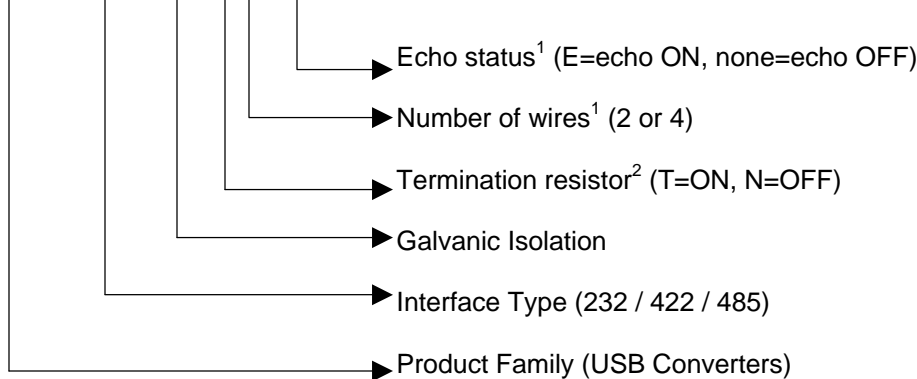 Echo status¹ (E=echo ON, none=echo OFF)
Number of wires¹ (2 or 4)
Termination resistor² (T=ON, N=OFF)
Galvanic Isolation
Interface Type (232 / 422 / 485)
Product Family (USB Converters)